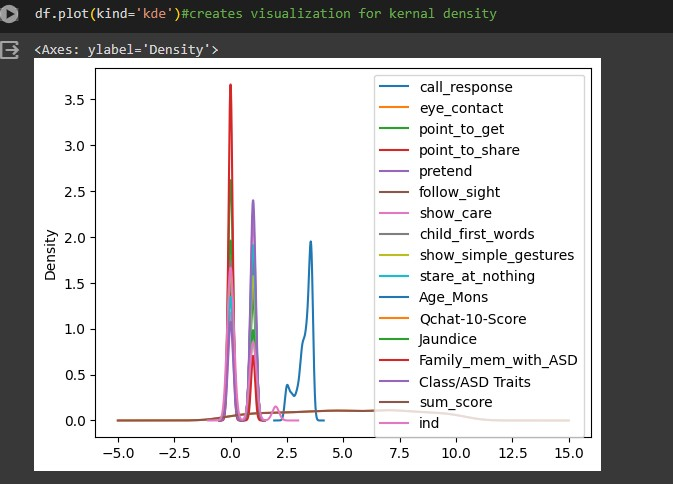 df.plot(kind='kde')#creates visualization for kernal density
<Axes: ylabel='Density'>
3.5
3.0
2.5
2.0
1.5
1.0
0.5
0.0
Density
call_response
eye_contact
point_to_get
point_to_share
pretend
follow_sight
show_care
child_first_words
show_simple_gestures
stare_at_nothing
Age_Mons
Qchat-10-Score
Jaundice
Family_mem_with_ASD
Class/ASD Traits
sum_score
ind
−5.0 −2.5 0.0 2.5 5.0 7.5 10.0 12.5 15.0